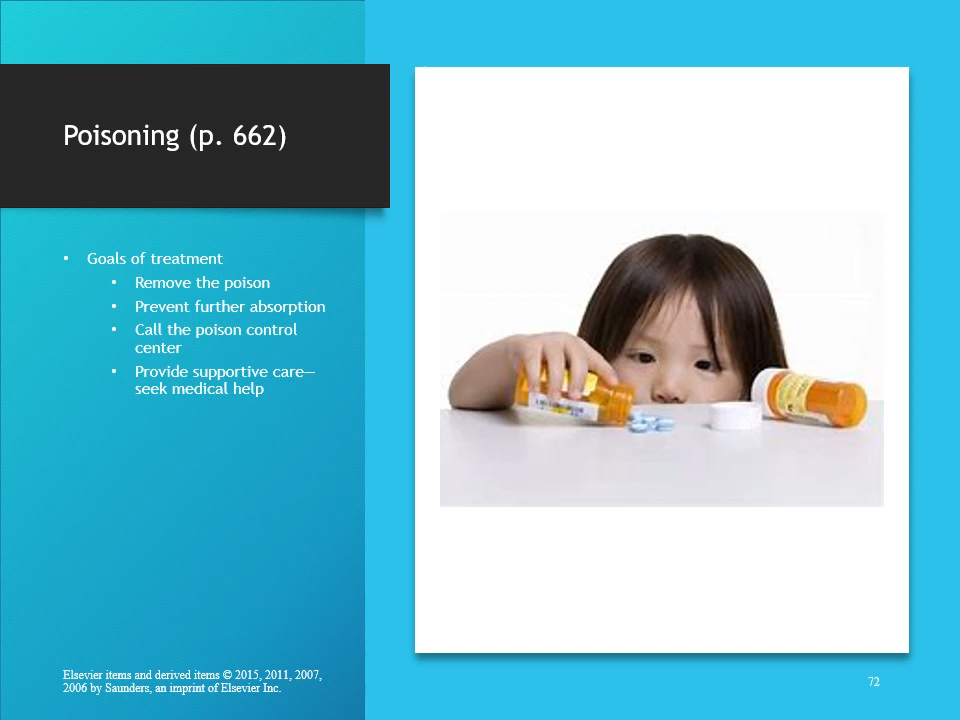 Poisoning (p. 662)
• Goals of treatment
• Remove the poison
• Prevent further absorption
• Call the poison control
center
• Provide supportive care—
seek medical help
Elsevier items and derived items © 2015, 2011, 2007,
2006 by Saunders, an imprint of Elsevier Inc.
72